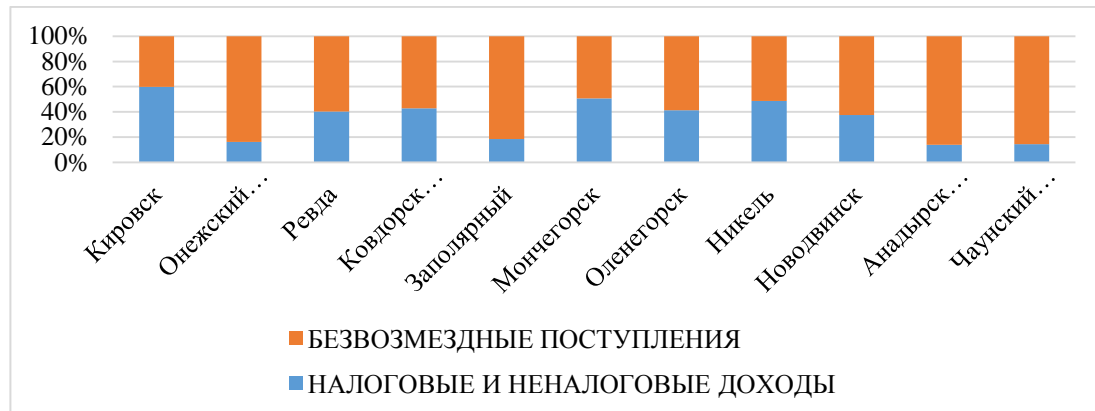 100%
80%
60%
40%
20%
0%
Кировск
Онежский…
Ревда
Ковдорск…
Заполярный
Мончегорск
Оленегорск
Никель
Новодвинск
Анадырск…
Чаунский…
БЕЗВОЗМЕЗДНЫЕ ПОСТУПЛЕНИЯ
НАЛОГОВЫЕ И НЕНАЛОГОВЫЕ ДОХОДЫ